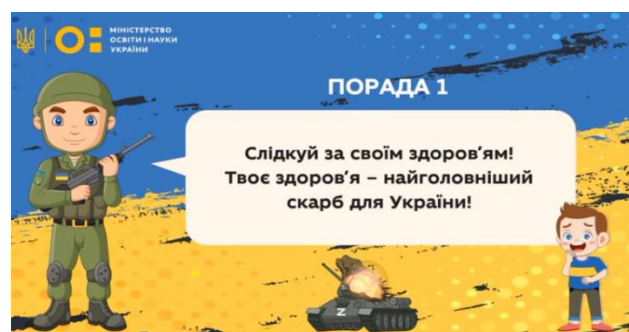 МІНІСТЕРСТВО
ОСВІТИ І НАУКИ
УКРАЇНИ
ПОРАДА 1
Слідкуй за своїм здоров’ям!
Твоє здоров’я – найголовніший
скарб для України!
Z